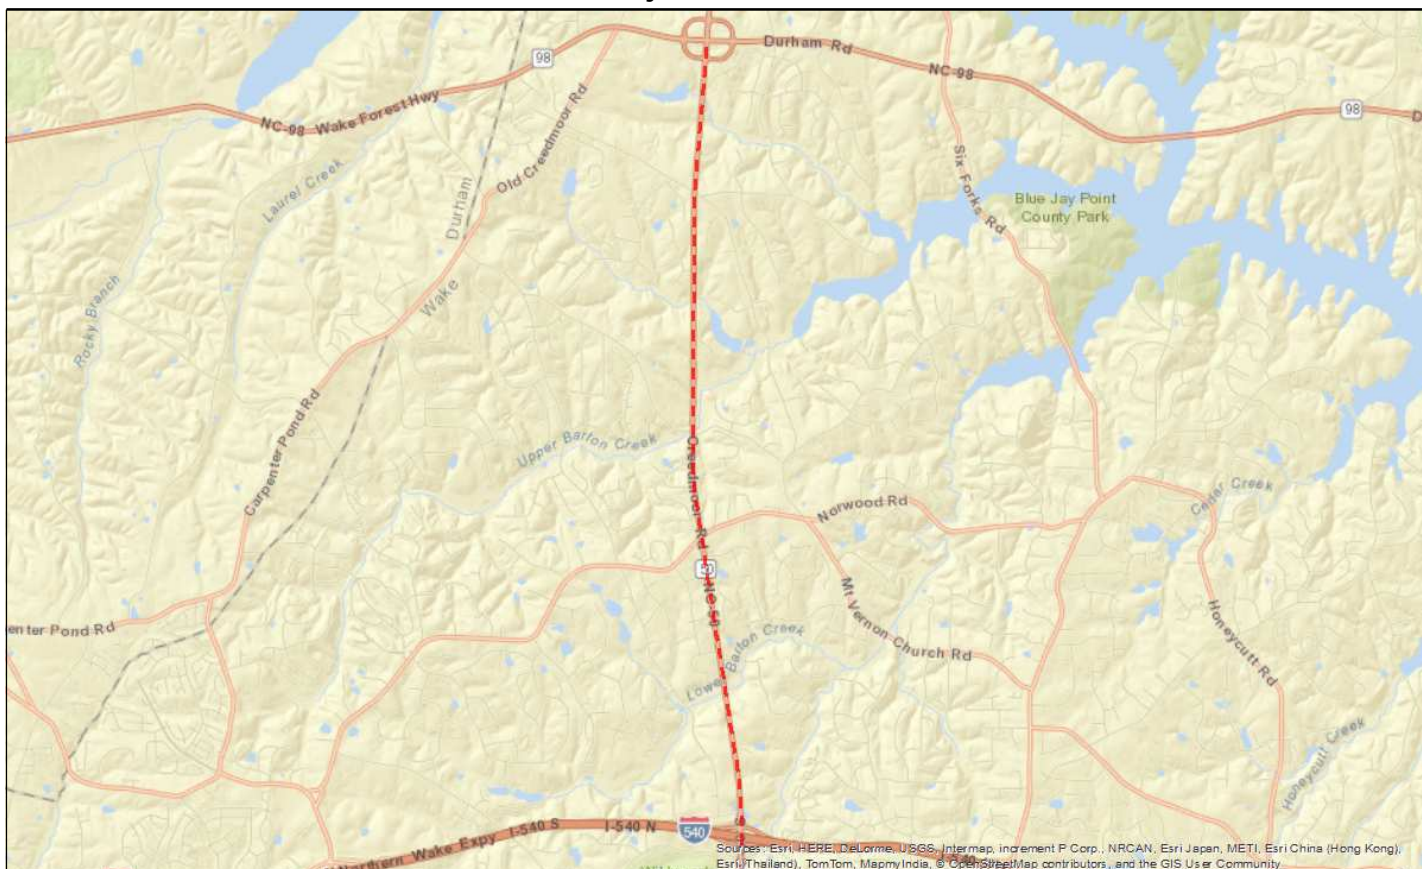 Durham Rd
98
NC-98
98
NC-98 Wake Forest Hwy
Old Creedmoor Rd
Laurel Creek
Six Forks Rd
Durham
Blue Jay Point
County Park
Wake
Rocky Branch
Carpenter Pond Rd
Upper Barton Creek
Creedmoor Rd
Norwood Rd
Cedar Creek
50
NC-50
Mt Vernon Church Rd
Honeycutt Rd
enter Pond Rd
Lower Barton Creek
Honeycutt Creek
Northern Wake Expy
I-540 S
I-540 N
540
I-540
Sources: Esri, HERE, DeLorme, USGS, Intermap, increment P Corp., NRCAN, Esri Japan, METI, Esri China (Hong Kong),
Esri (Thailand), TomTom, MapmyIndia, © OpenStreetMap contributors, and the GIS User Community